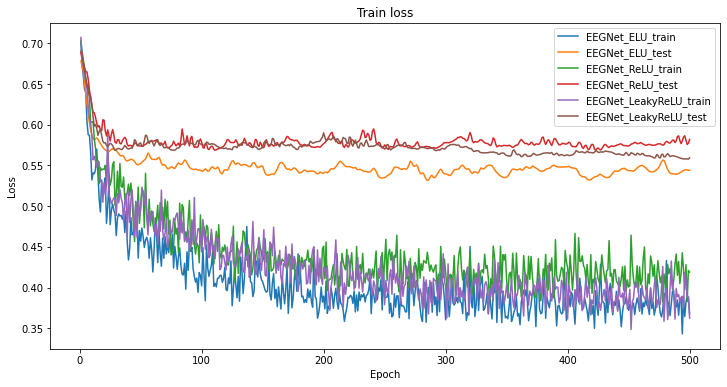 Train loss
0.70
0.65
0.60
0.55
0.50
0.45
0.40
0.35
Loss
EEGNet_ELU_train
EEGNet_ELU_test
EEGNet_ReLU_train
EEGNet_ReLU_test
EEGNet_LeakyReLU_train
EEGNet_LeakyReLU_test
0
100
200
300
400
500
Epoch